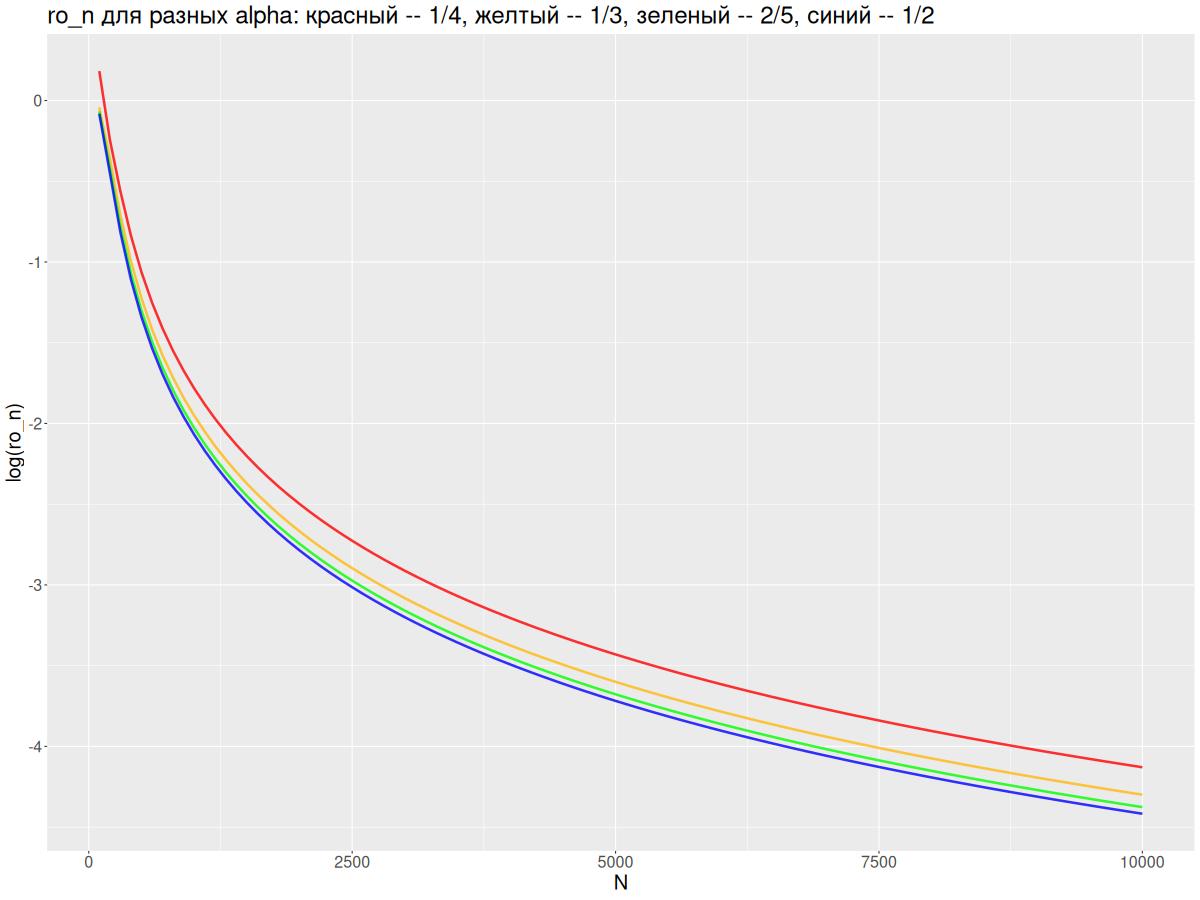 ro_n для разных alpha: красный -- 1/4, желтый -- 1/3, зеленый -- 2/5, синий -- 1/2
log(ro_n)
0
-1
-2
-3
-4
0 2500 5000 7500 10000
N